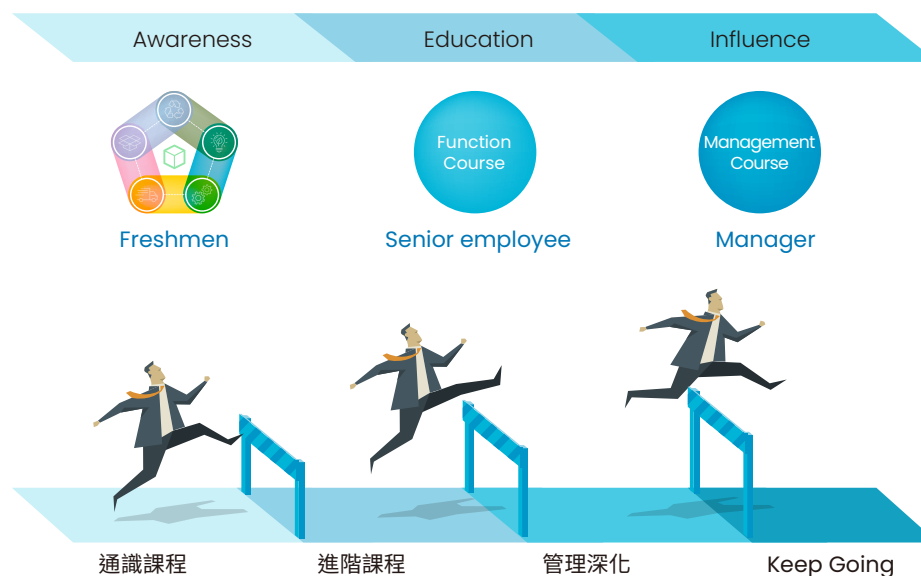 Awareness
Education
Influence
Function
Course
Management
Course
Freshmen
Senior employee
Manager
通識課程
進階課程
管理深化
Keep Going